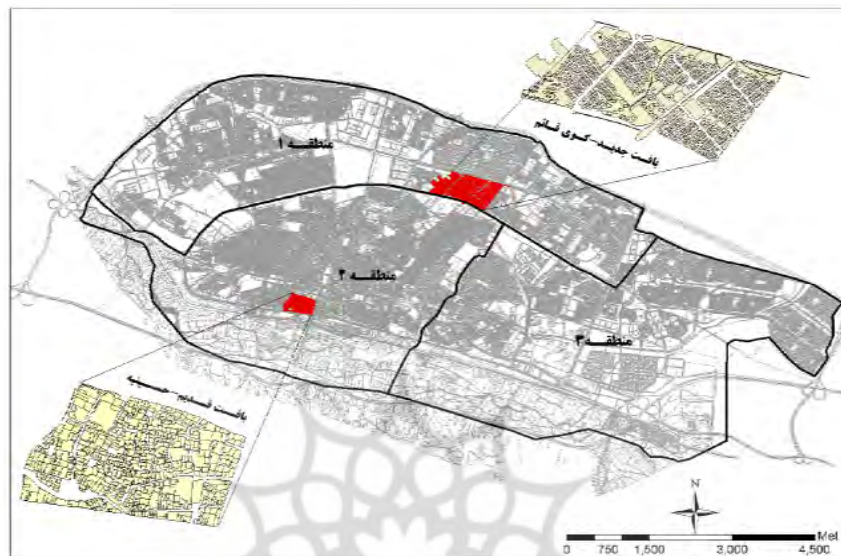 بافت جدید-کوی قائم
منطقه ۱
منطقه ۲
منطقه ۳
بافت قدیم-حسینیه
N
Met
0 750 1,500 3,000 4,500